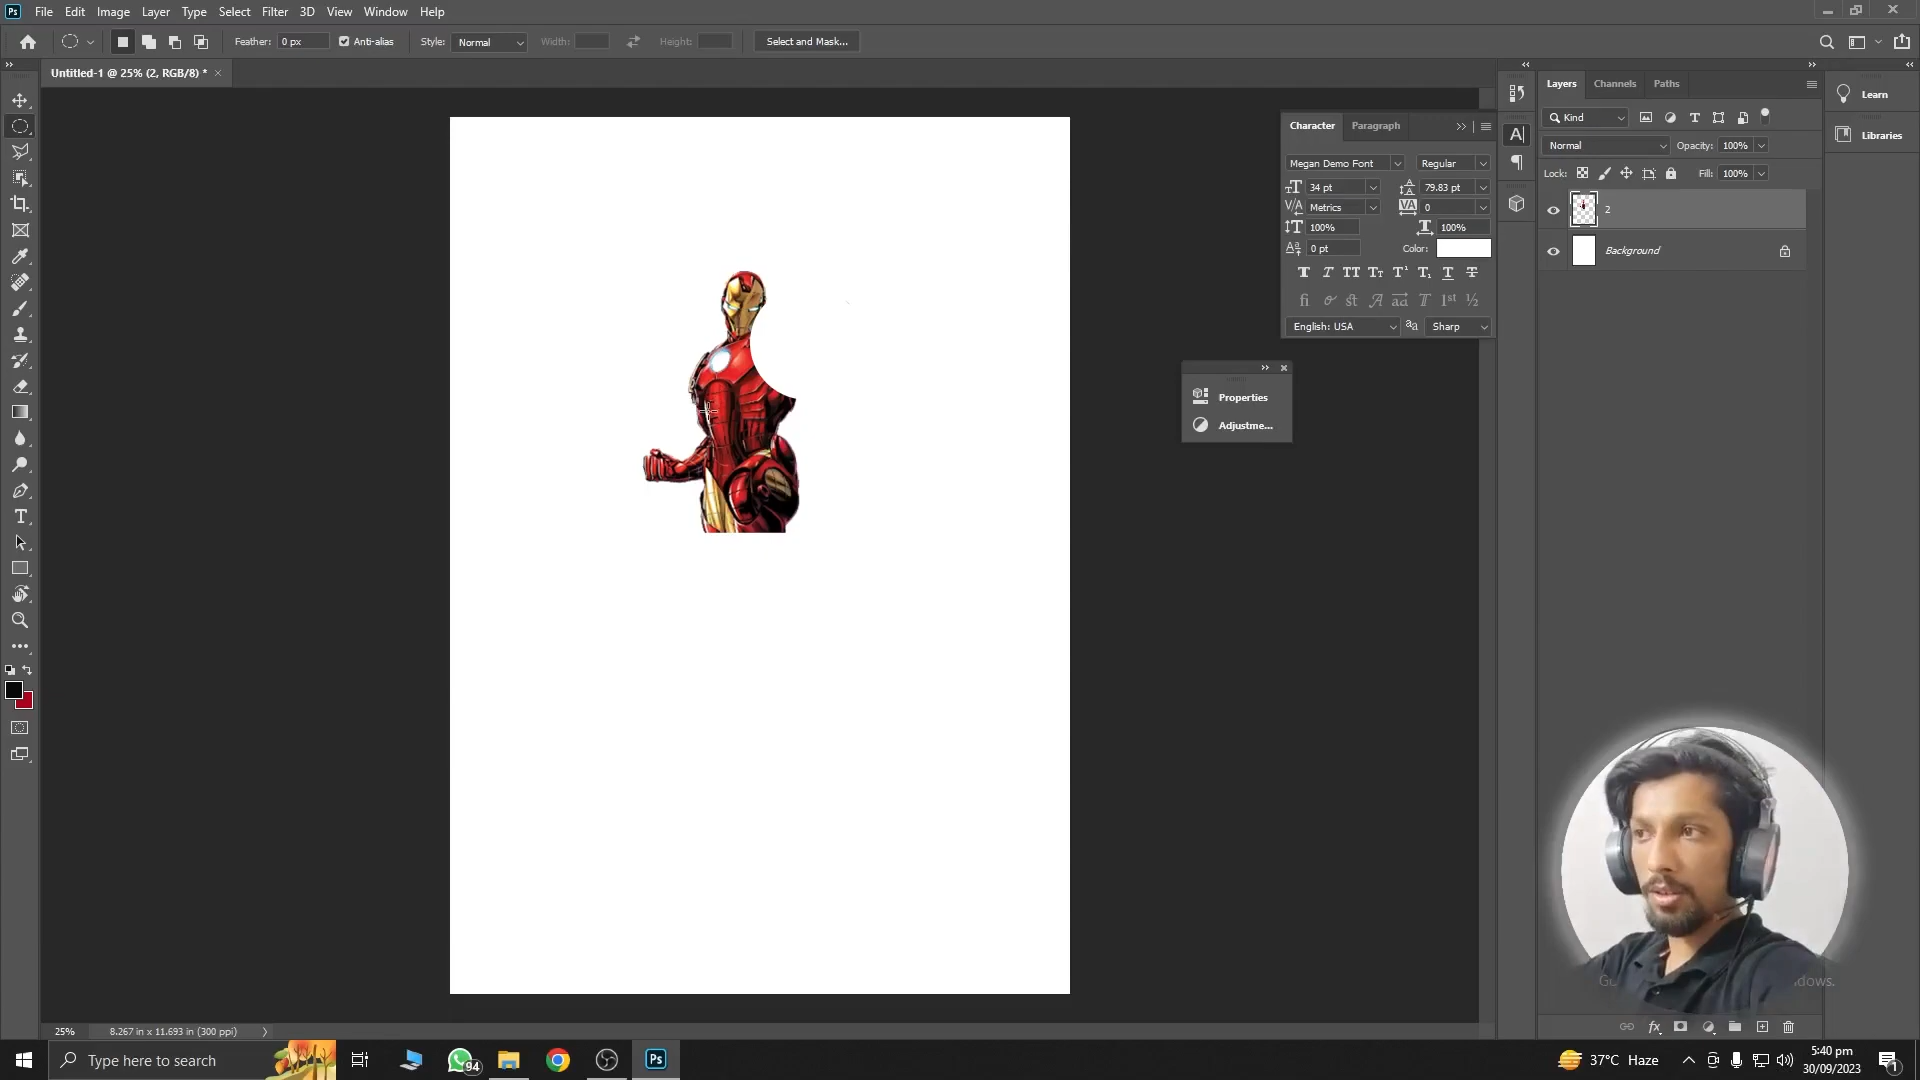 Ps File Edit Image Layer Type Select Filter 3D View Window Help
Feather: 0 px Anti-alias Style: Normal Width: Height: Select and Mask...
Untitled-1 @ 25% (2, RGB/8) * ×
Layers Channels Paths
Learn
Libraries
Kind
Normal Opacity: 100%
Lock: Fill: 100%
2
Background
Character Paragraph
Megan Demo Font Regular
34 pt 79.83 pt
Metrics 0
100% 100%
0 pt Color:
English: USA aa Sharp
Properties
Adjustme...
25% 8.267 in x 11.693 in (300 ppi)
Type here to search
94
Ps
37°C Haze
5:40 pm
30/09/2023
1